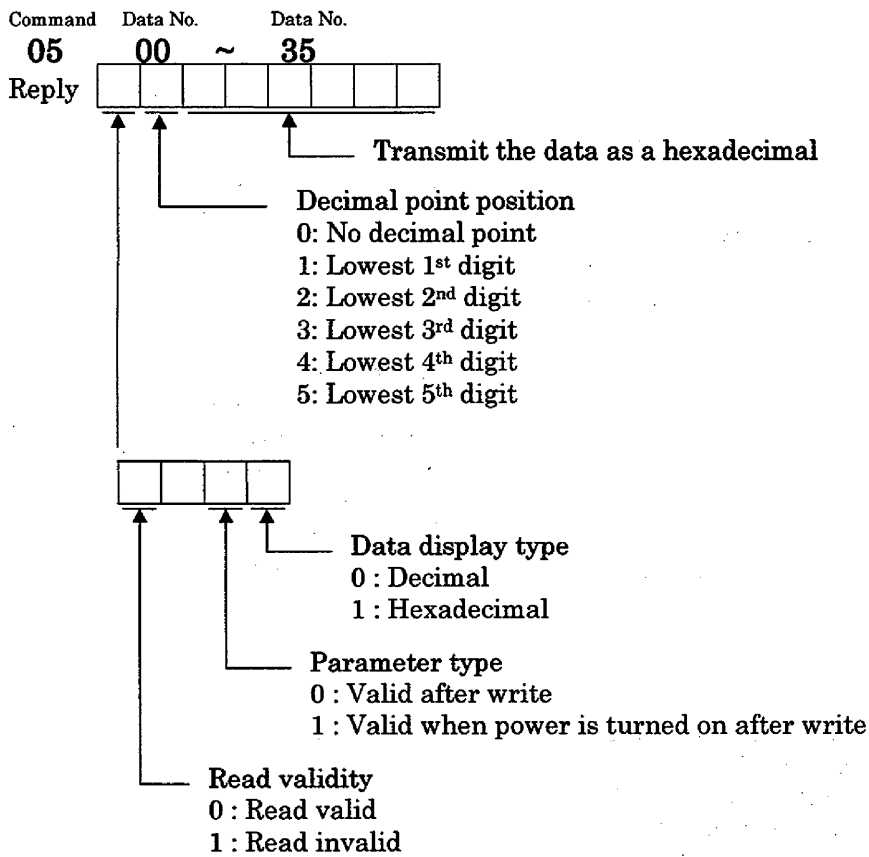 Command Data No. Data No.
05 00 ~ 35
Reply
Transmit the data as a hexadecimal
Decimal point position
0: No decimal point
1: Lowest 1st digit
2: Lowest 2nd digit
3: Lowest 3rd digit
4: Lowest 4th digit
5: Lowest 5th digit
Data display type
0 : Decimal
1 : Hexadecimal
Parameter type
0 : Valid after write
1 : Valid when power is turned on after write
Read validity
0 : Read valid
1 : Read invalid